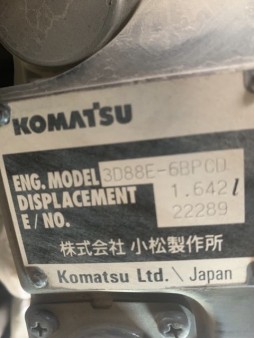 KOMATSU
ENG. MODEL 3D88E-6BPCD
DISPLACEMENT 1.642 l
E / NO. 22289
株式会社 小松製作所
Komatsu Ltd. \ Japan